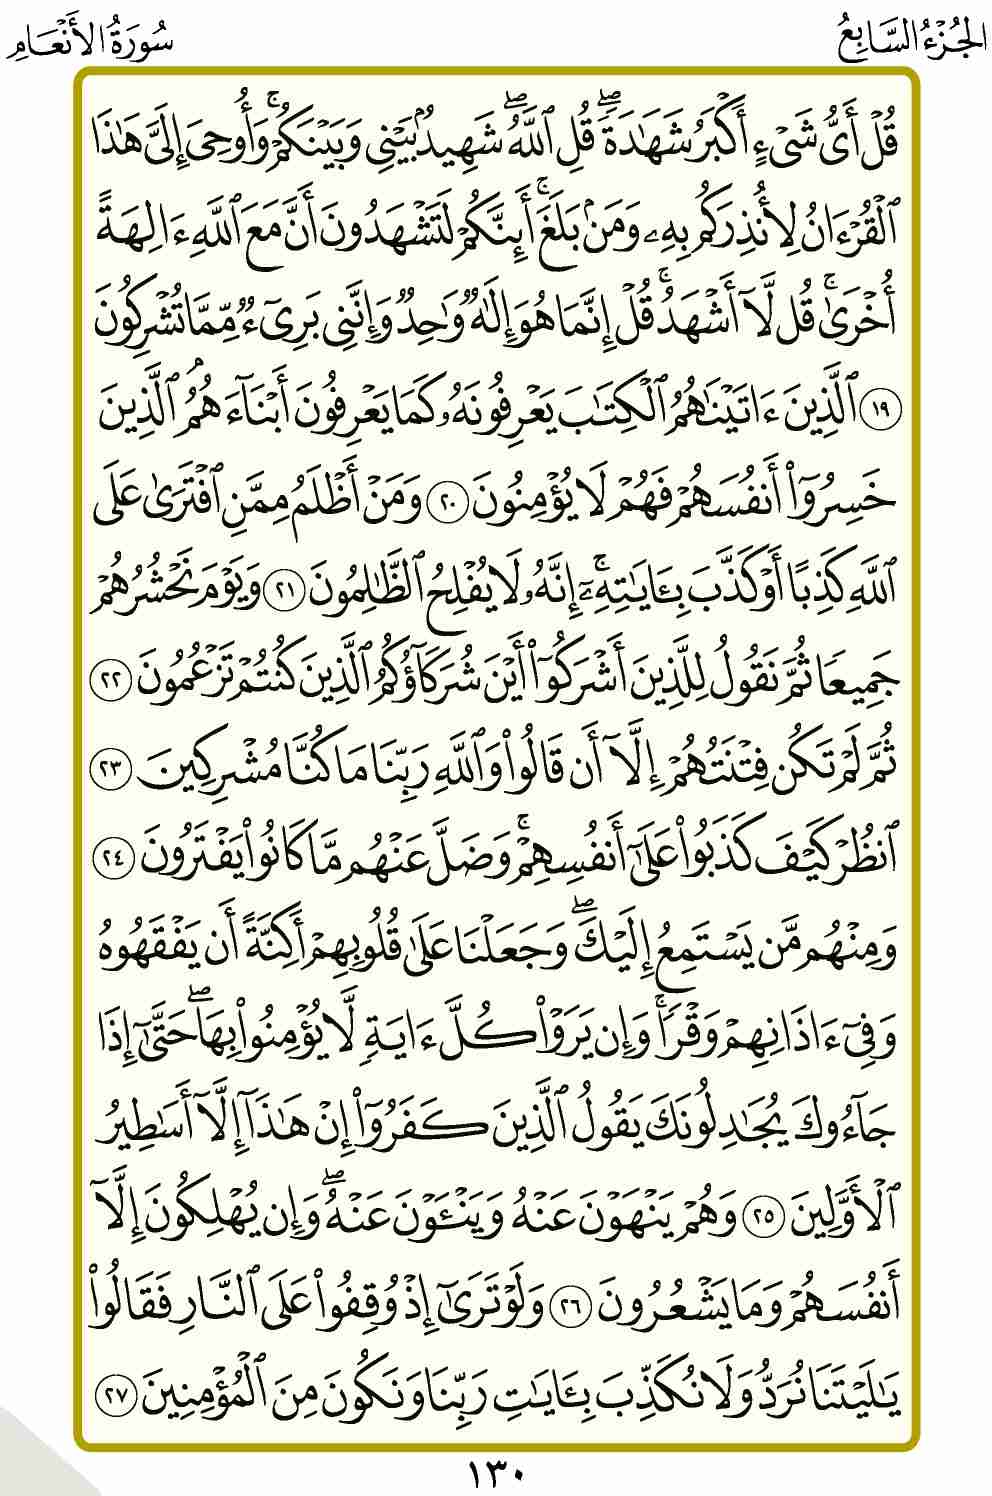 الجُزْءُ السَّابِعُ
سُورَةُ الأَنْعَامِ
قُلْ أَىُّ شَىْءٍ أَكْبَرُ شَهَٰدَةً ۖ قُلِ ٱللَّهُ ۖ شَهِيدٌۢ بَيْنِى وَبَيْنَكُمْ ۚ وَأُوحِىَ إِلَىَّ هَٰذَا
ٱلْقُرْءَانُ لِأُنذِرَكُم بِهِۦ وَمَنۢ بَلَغَ ۚ أَئِنَّكُمْ لَتَشْهَدُونَ أَنَّ مَعَ ٱللَّهِ ءَالِهَةً
أُخْرَىٰ ۚ قُل لَّآ أَشْهَدُ ۚ قُلْ إِنَّمَا هُوَ إِلَٰهٌ وَٰحِدٌ وَإِنَّنِى بَرِىٓءٌ مِّمَّا تُشْرِكُونَ
١٩ ٱلَّذِينَ ءَاتَيْنَٰهُمُ ٱلْكِتَٰبَ يَعْرِفُونَهُۥ كَمَا يَعْرِفُونَ أَبْنَآءَهُمُ ۘ ٱلَّذِينَ
خَسِرُوٓا۟ أَنفُسَهُمْ فَهُمْ لَا يُؤْمِنُونَ ٢٠ وَمَنْ أَظْلَمُ مِمَّنِ ٱفْتَرَىٰ عَلَى
ٱللَّهِ كَذِبًا أَوْ كَذَّبَ بِـَٔايَٰتِهِۦٓ ۗ إِنَّهُۥ لَا يُفْلِحُ ٱلظَّٰلِمُونَ ٢١ وَيَوْمَ نَحْشُرُهُمْ
جَمِيعًا ثُمَّ نَقُولُ لِلَّذِينَ أَشْرَكُوٓا۟ أَيْنَ شُرَكَآؤُكُمُ ٱلَّذِينَ كُنتُمْ تَزْعُمُونَ ٢٢
ثُمَّ لَمْ تَكُن فِتْنَتُهُمْ إِلَّآ أَن قَالُوا۟ وَٱللَّهِ رَبِّنَا مَا كُنَّا مُشْرِكِينَ ٢٣
ٱنظُرْ كَيْفَ كَذَبُوا۟ عَلَىٰٓ أَنفُسِهِمْ ۚ وَضَلَّ عَنْهُم مَّا كَانُوا۟ يَفْتَرُونَ ٢٤
وَمِنْهُم مَّن يَسْتَمِعُ إِلَيْكَ ۖ وَجَعَلْنَا عَلَىٰ قُلُوبِهِمْ أَكِنَّةً أَن يَفْقَهُوهُ
وَفِىٓ ءَاذَانِهِمْ وَقْرًا ۚ وَإِن يَرَوْا۟ كُلَّ ءَايَةٍ لَّا يُؤْمِنُوا۟ بِهَا ۖ حَتَّىٰٓ إِذَا
جَآءُوكَ يُجَٰدِلُونَكَ يَقُولُ ٱلَّذِينَ كَفَرُوٓا۟ إِنْ هَٰذَآ إِلَّآ أَسَٰطِيرُ
ٱلْأَوَّلِينَ ٢٥ وَهُمْ يَنْهَوْنَ عَنْهُ وَيَنْـَٔوْنَ عَنْهُ ۖ وَإِن يُهْلِكُونَ إِلَّآ
أَنفُسَهُمْ وَمَا يَشْعُرُونَ ٢٦ وَلَوْ تَرَىٰٓ إِذْ وُقِفُوا۟ عَلَى ٱلنَّارِ فَقَالُوا۟
يَٰلَيْتَنَا نُرَدُّ وَلَا نُكَذِّبَ بِـَٔايَٰتِ رَبِّنَا وَنَكُونَ مِنَ ٱلْمُؤْمِنِينَ ٢٧
١٣٠